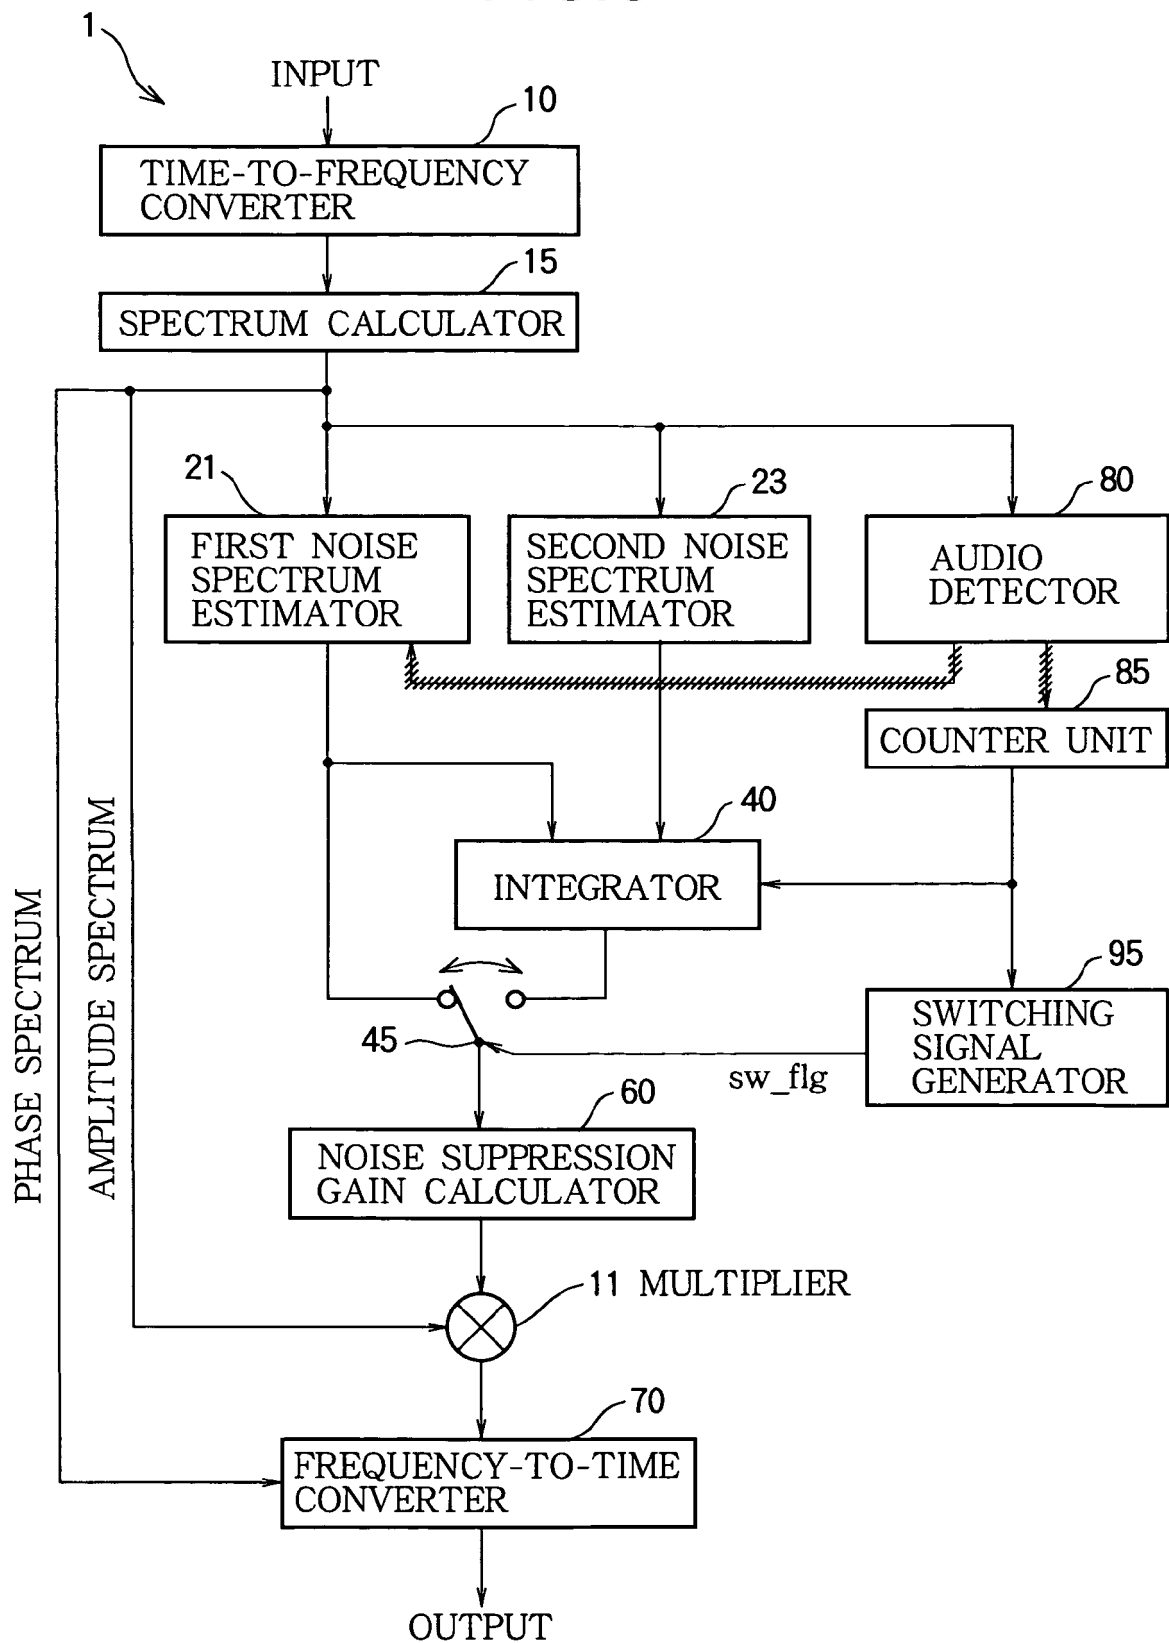 1
INPUT
10
TIME-TO-FREQUENCY
CONVERTER
15
SPECTRUM CALCULATOR
21
FIRST NOISE
SPECTRUM
ESTIMATOR
23
SECOND NOISE
SPECTRUM
ESTIMATOR
80
AUDIO
DETECTOR
85
COUNTER UNIT
40
INTEGRATOR
PHASE SPECTRUM
AMPLITUDE SPECTRUM
45
sw_flg
95
SWITCHING
SIGNAL
GENERATOR
60
NOISE SUPPRESSION
GAIN CALCULATOR
11 MULTIPLIER
70
FREQUENCY-TO-TIME
CONVERTER
OUTPUT